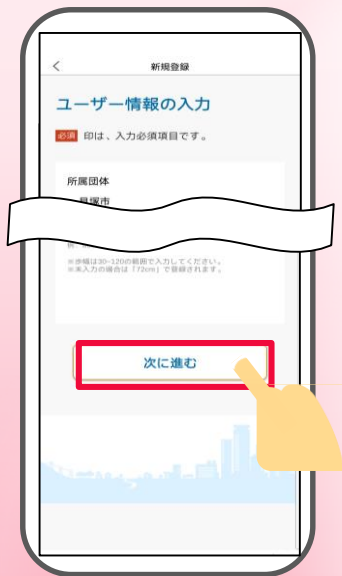 新規登録
ユーザー情報の入力
必須 印は、入力必須項目です。
所属団体
貝塚市
※歩幅は30~120の範囲で入力してください。
※未入力の場合は「72cm」で登録されます。
次に進む